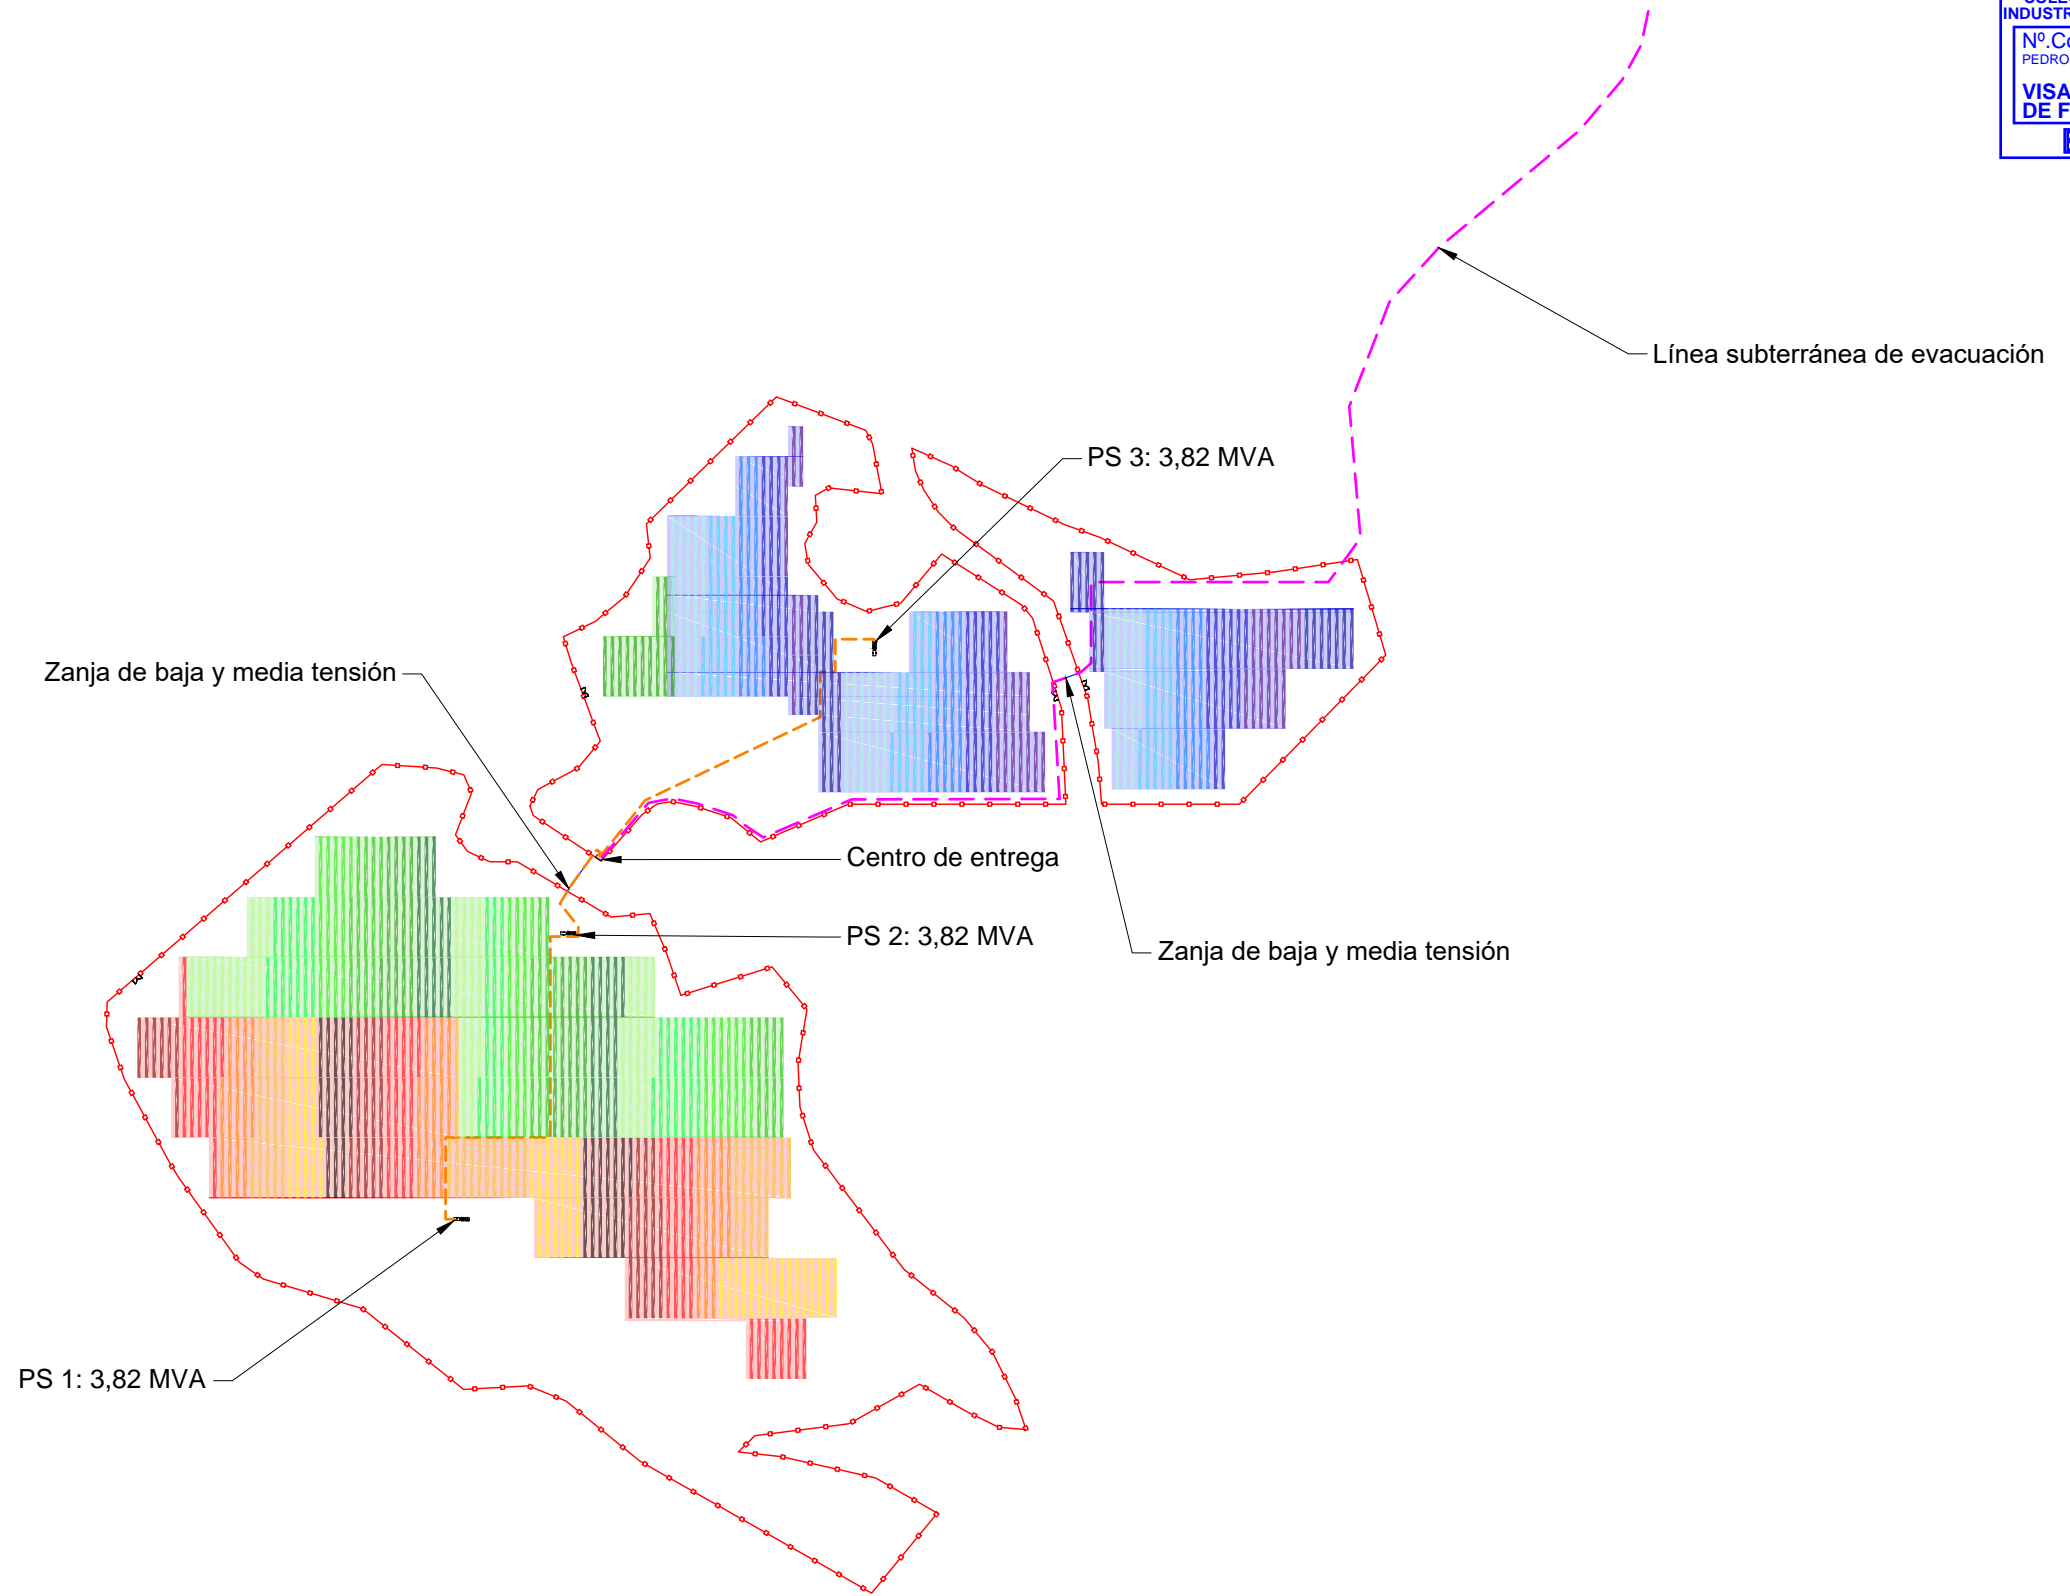 INDUSTR
Nº.Co
PEDRO
VISA
DE F
Línea subterránea de evacuación
PS 3: 3,82 MVA
Zanja de baja y media tensión
Centro de entrega
PS 2: 3,82 MVA
Zanja de baja y media tensión
PS 1: 3,82 MVA